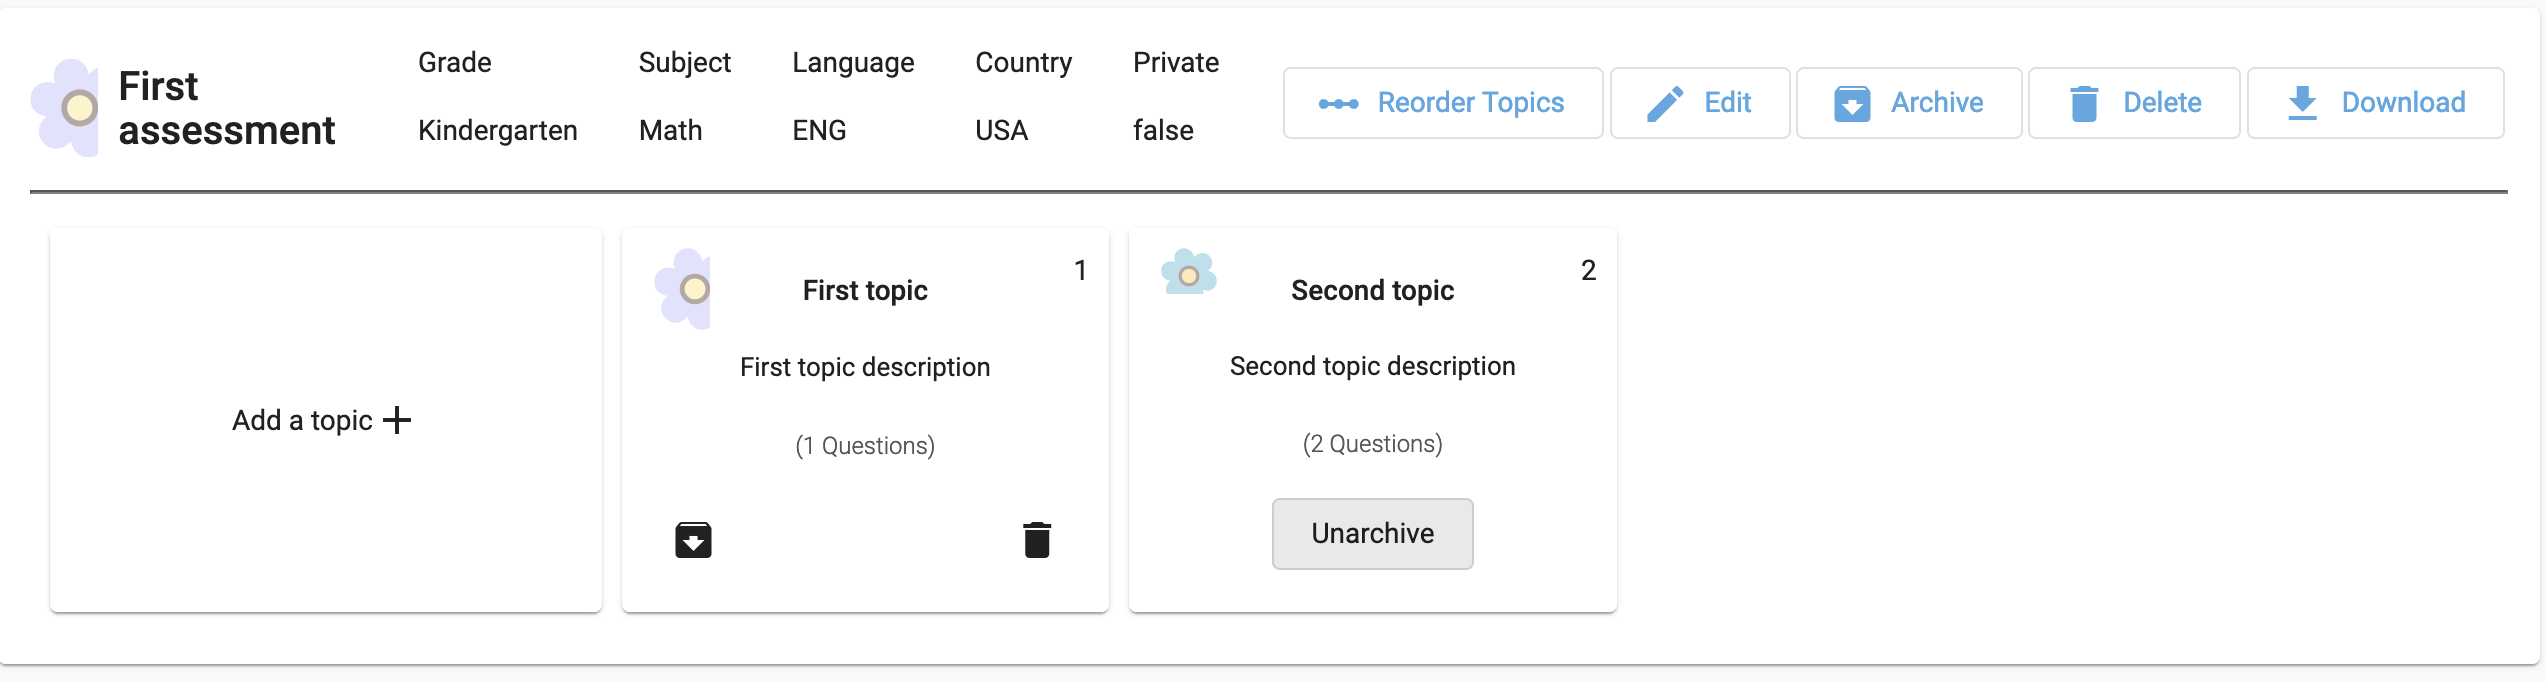 First
assessment
Grade
Kindergarten
Subject
Math
Language
ENG
Country
USA
Private
false
Reorder Topics
Edit
Archive
Delete
Download
Add a topic
1
First topic
First topic description
(1 Questions)
2
Second topic
Second topic description
(2 Questions)
Unarchive